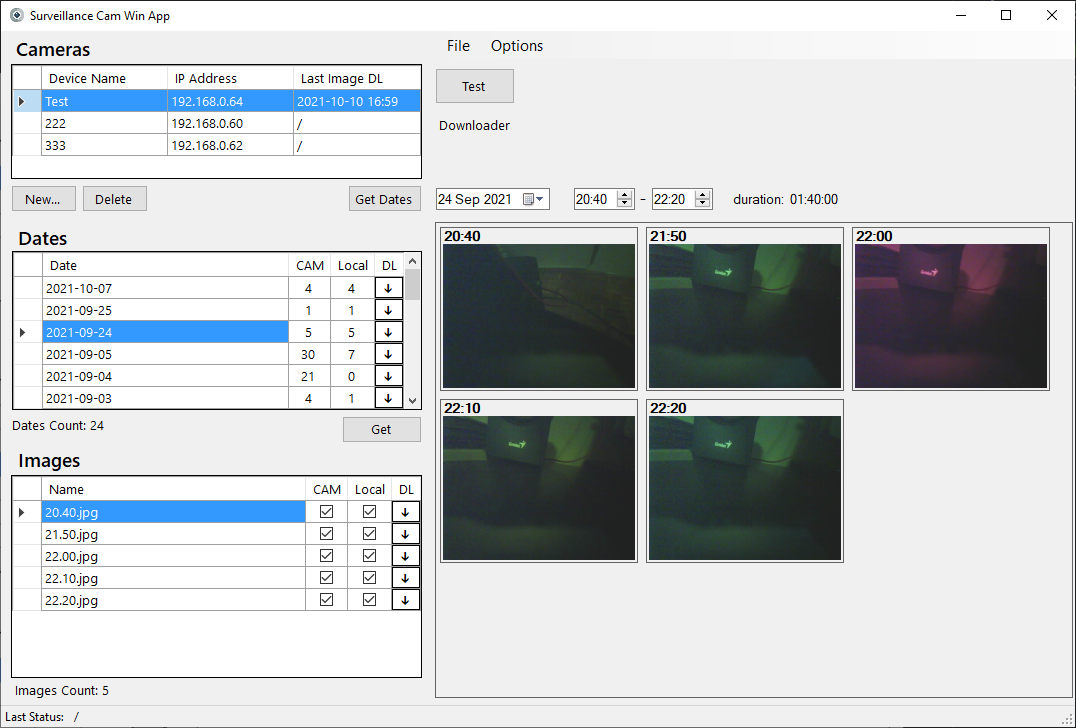 Surveillance Cam Win App
File Options
Cameras
Device Name IP Address Last Image DL
Test 192.168.0.64 2021-10-10 16:59
222 192.168.0.60 /
333 192.168.0.62 /
New... Delete Get Dates
Test
Downloader
24 Sep 2021 20:40 - 22:20 duration: 01:40:00
Dates
Date CAM Local DL
2021-10-07 4 4 ↓
2021-09-25 1 1 ↓
2021-09-24 5 5 ↓
2021-09-05 30 7 ↓
2021-09-04 21 0 ↓
2021-09-03 4 1 ↓
Dates Count: 24
Get
Images
Name CAM Local DL
20.40.jpg ↓
21.50.jpg ↓
22.00.jpg ↓
22.10.jpg ↓
22.20.jpg ↓
Images Count: 5
20:40 21:50 22:00
22:10 22:20
Last Status: /